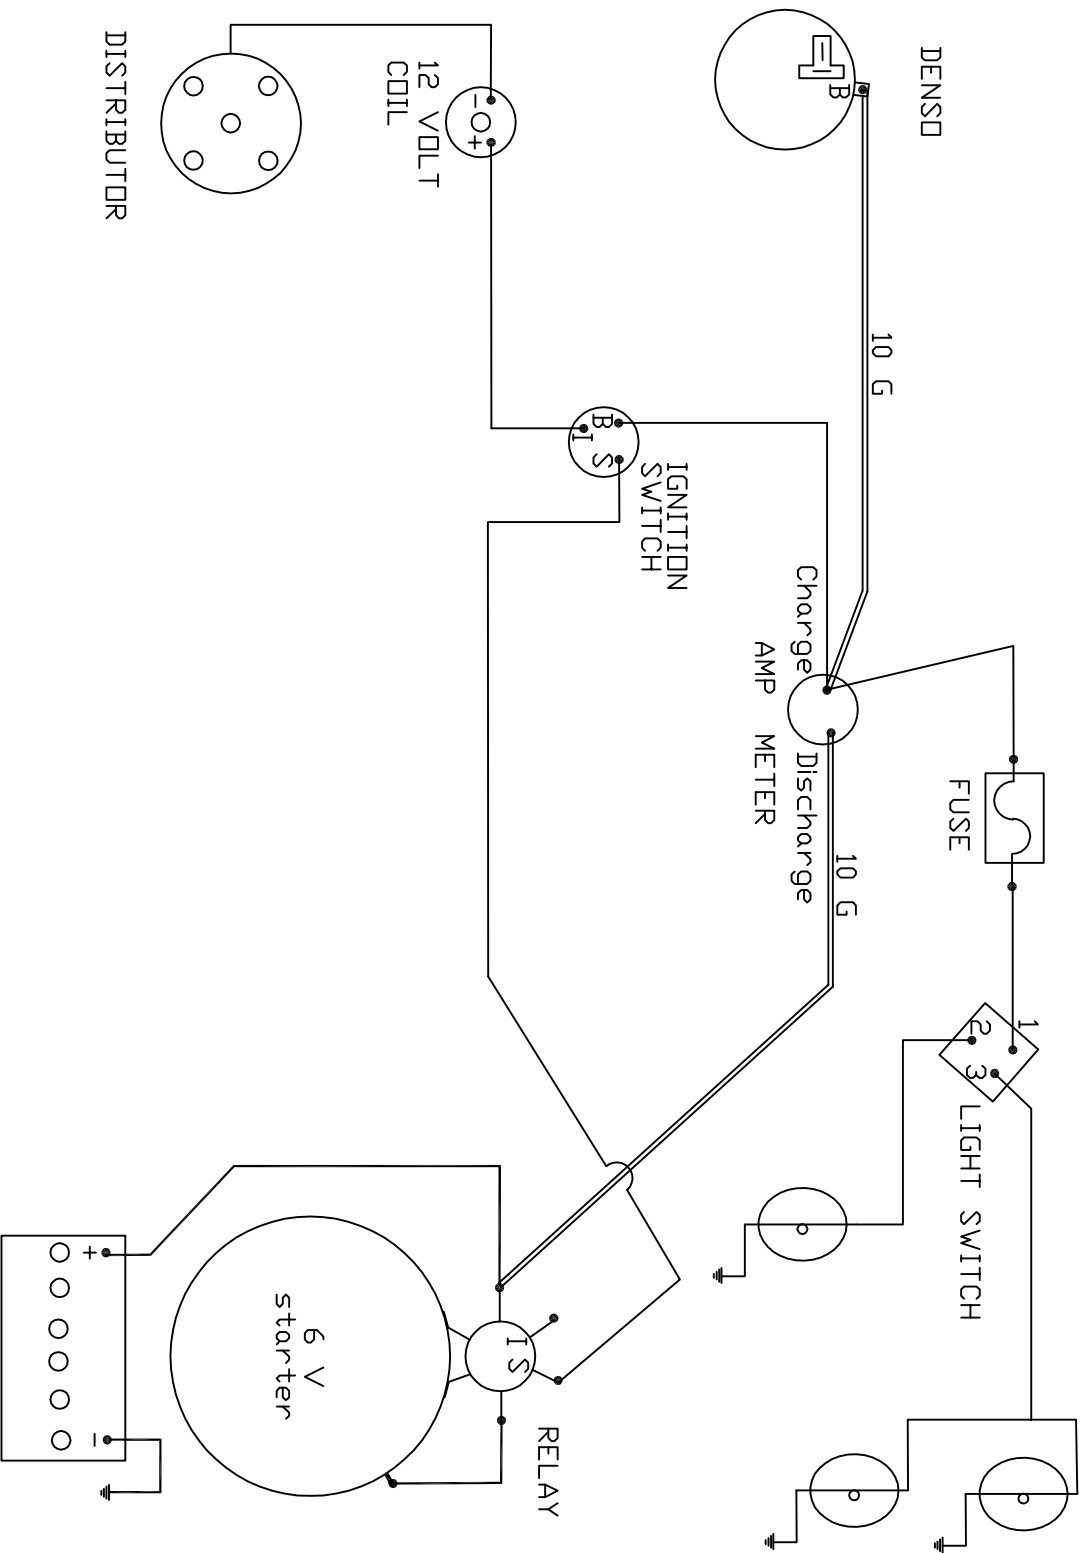 DENSO
B
10 G
12 VOLT
COIL
- +
DISTRIBUTOR
IGNITION
SWITCH
B
I
S
Charge
Discharge
AMP METER
10 G
FUSE
1
2
3
LIGHT SWITCH
RELAY
I S
6 V
starter
+ -